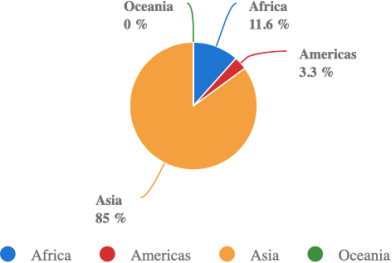 Oceania
0 %
Africa
11.6 %
Americas
3.3 %
Asia
85 %
Africa
Americas
Asia
Oceania